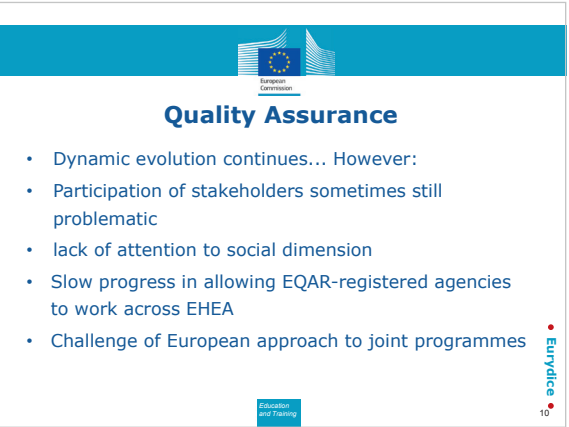 European
Commission
Quality Assurance
• Dynamic evolution continues... However:
• Participation of stakeholders sometimes still
problematic
• lack of attention to social dimension
• Slow progress in allowing EQAR-registered agencies
to work across EHEA
• Challenge of European approach to joint programmes
• Eurydice •
Education
and Training
10